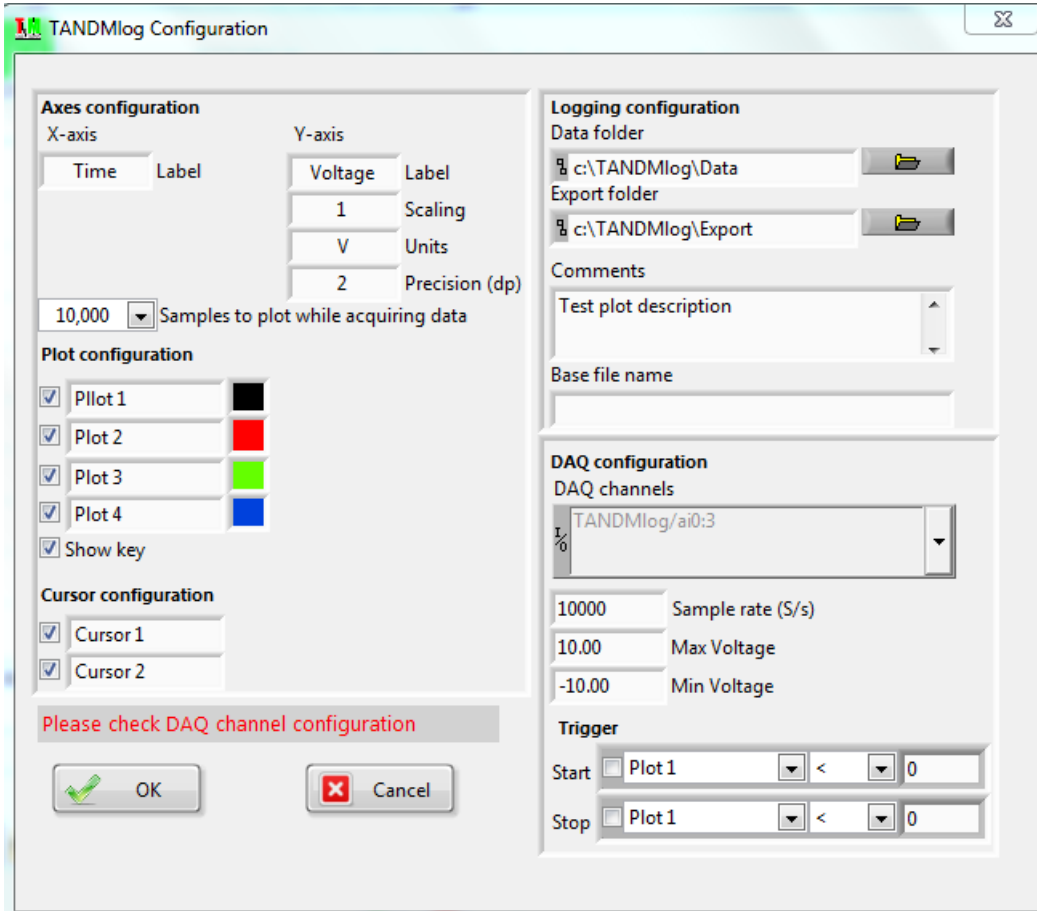 TANDMlog Configuration
Axes configuration
X-axis
Y-axis
Time Label
Voltage Label
1 Scaling
V Units
2 Precision (dp)
10,000 Samples to plot while acquiring data
Plot configuration
Pllot 1
Plot 2
Plot 3
Plot 4
Show key
Cursor configuration
Cursor 1
Cursor 2
Please check DAQ channel configuration
OK
Cancel
Logging configuration
Data folder
c:\TANDMlog\Data
Export folder
c:\TANDMlog\Export
Comments
Test plot description
Base file name
DAQ configuration
DAQ channels
I/O TANDMlog/ai0:3
10000 Sample rate (S/s)
10.00 Max Voltage
-10.00 Min Voltage
Trigger
Start Plot 1 < 0
Stop Plot 1 < 0